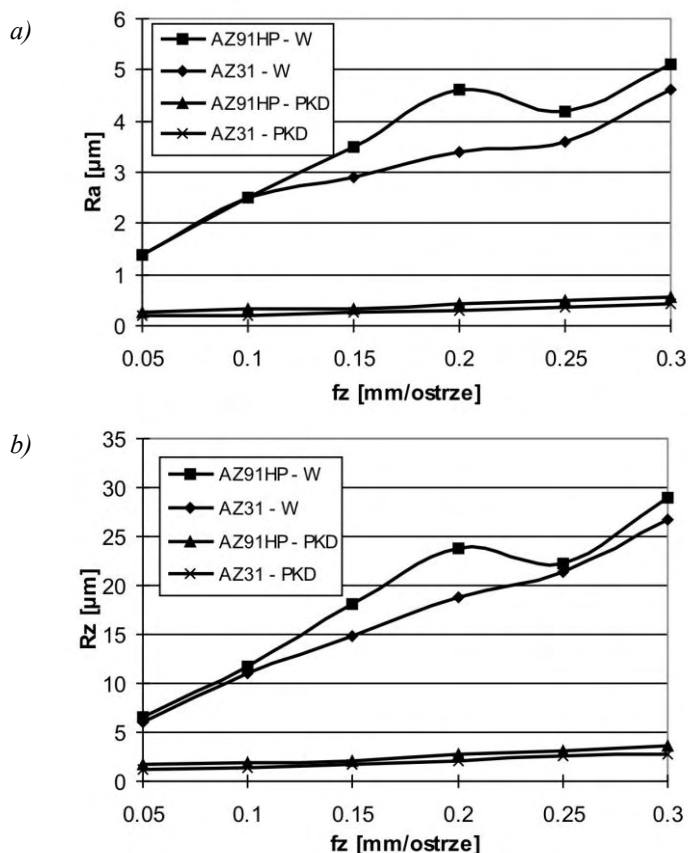 a)
6
5
4
3
2
1
0
Ra [µm]
AZ91HP - W
AZ31 - W
AZ91HP - PKD
AZ31 - PKD
0.05 0.1 0.15 0.2 0.25 0.3
fz [mm/ostrze]
b)
35
30
25
20
15
10
5
0
Rz [µm]
AZ91HP - W
AZ31 - W
AZ91HP - PKD
AZ31 - PKD
0.05 0.1 0.15 0.2 0.25 0.3
fz [mm/ostrze]